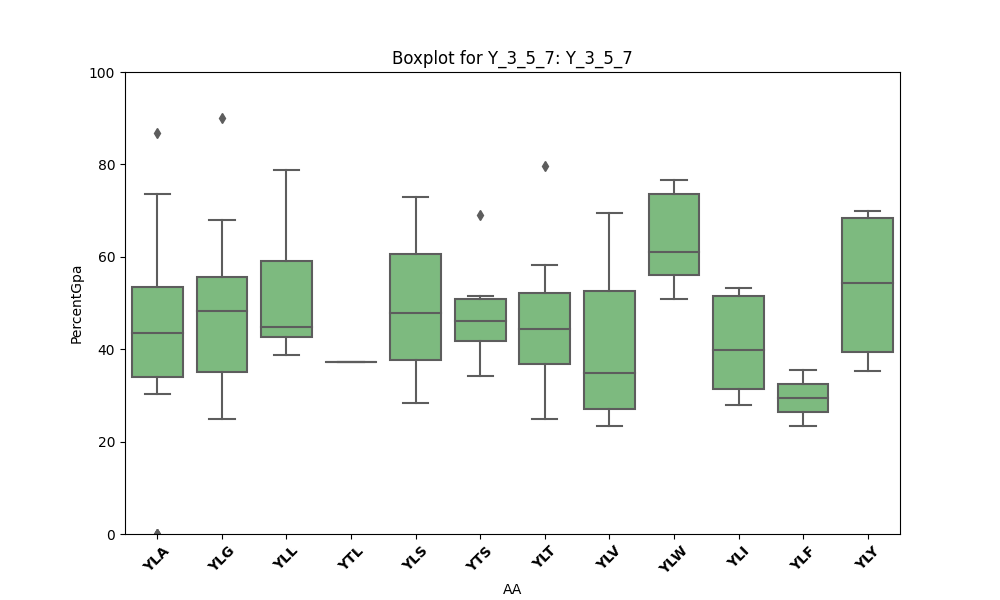 Boxplot for Y_3_5_7: Y_3_5_7
100
80
60
40
20
0
PercentGpa
YLA YLG YLL YTL YLS YTS YLT YLV YLW YLI YLF YLY
AA